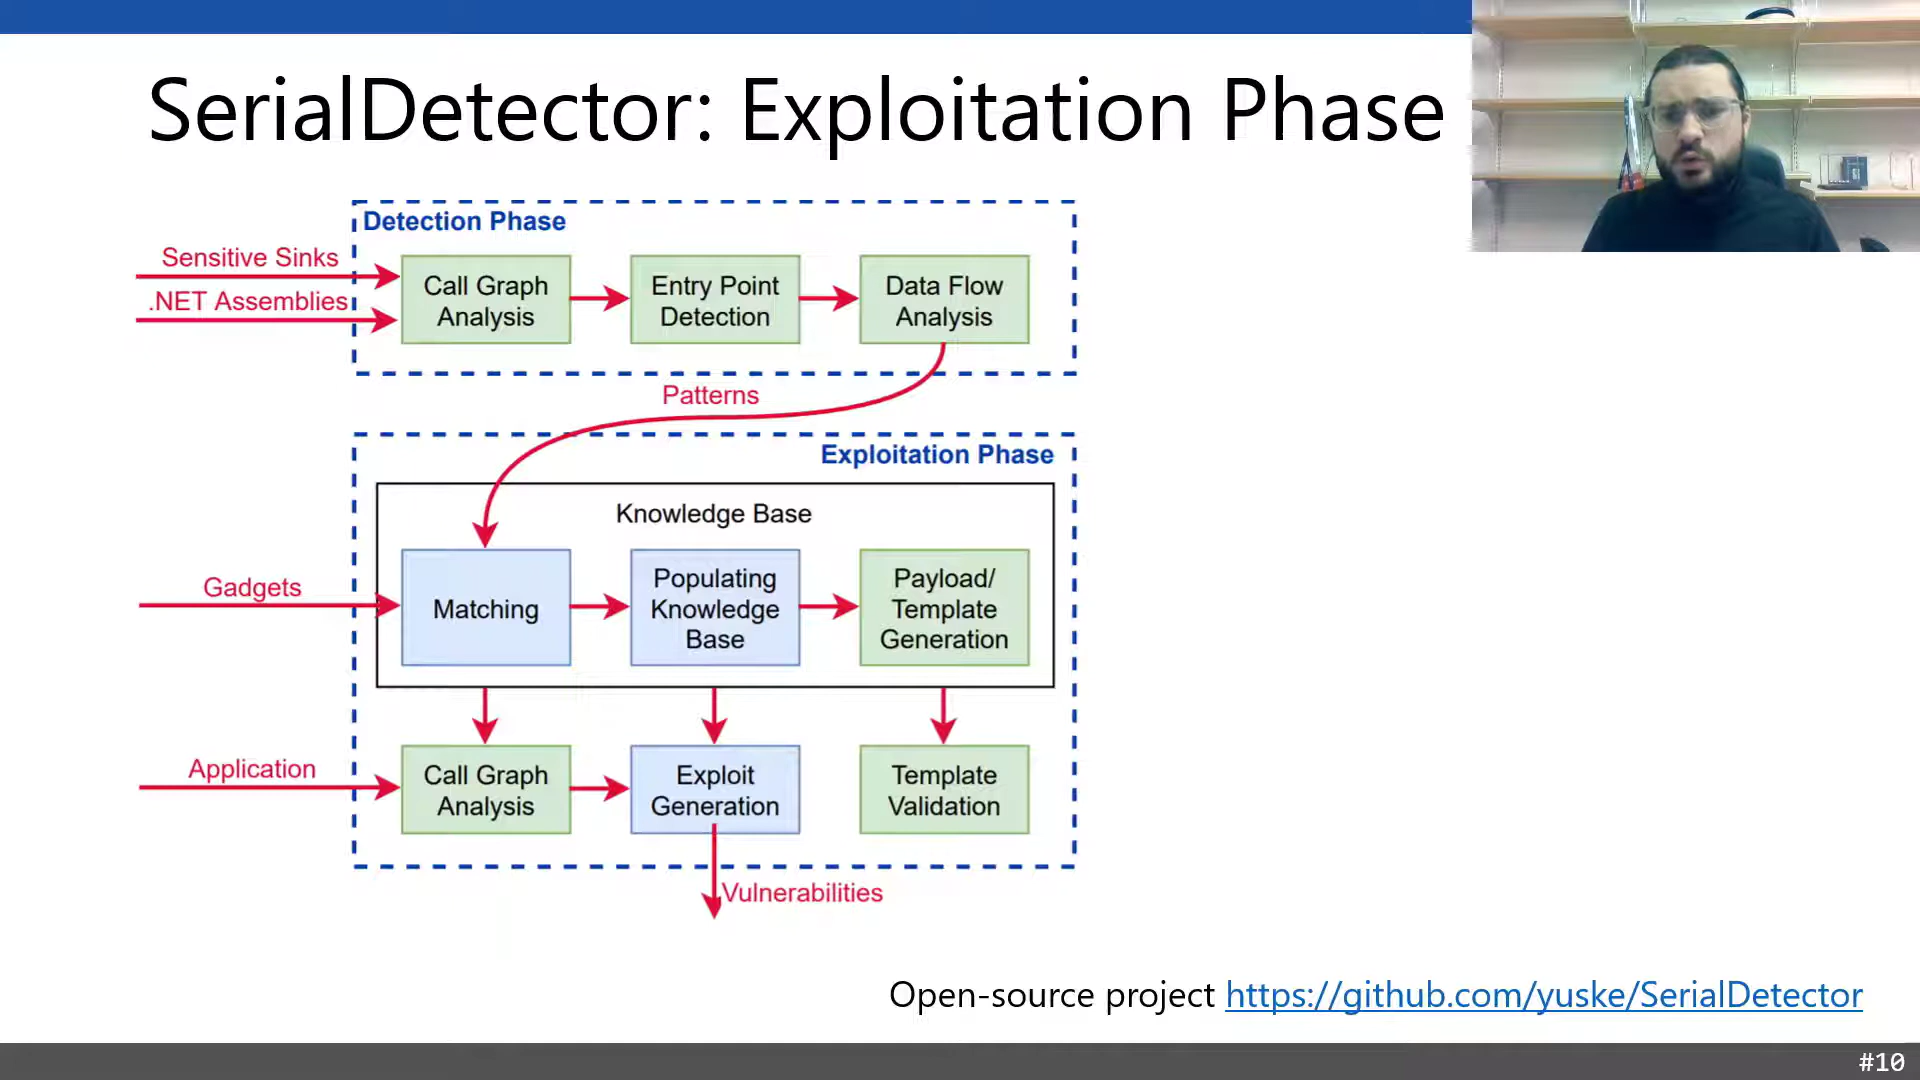 SerialDetector: Exploitation Phase
Detection Phase
Sensitive Sinks
.NET Assemblies
Call Graph
Analysis
Entry Point
Detection
Data Flow
Analysis
Patterns
Exploitation Phase
Knowledge Base
Gadgets
Matching
Populating
Knowledge
Base
Payload/
Template
Generation
Application
Call Graph
Analysis
Exploit
Generation
Template
Validation
Vulnerabilities
Open-source project https://github.com/yuske/SerialDetector
#10